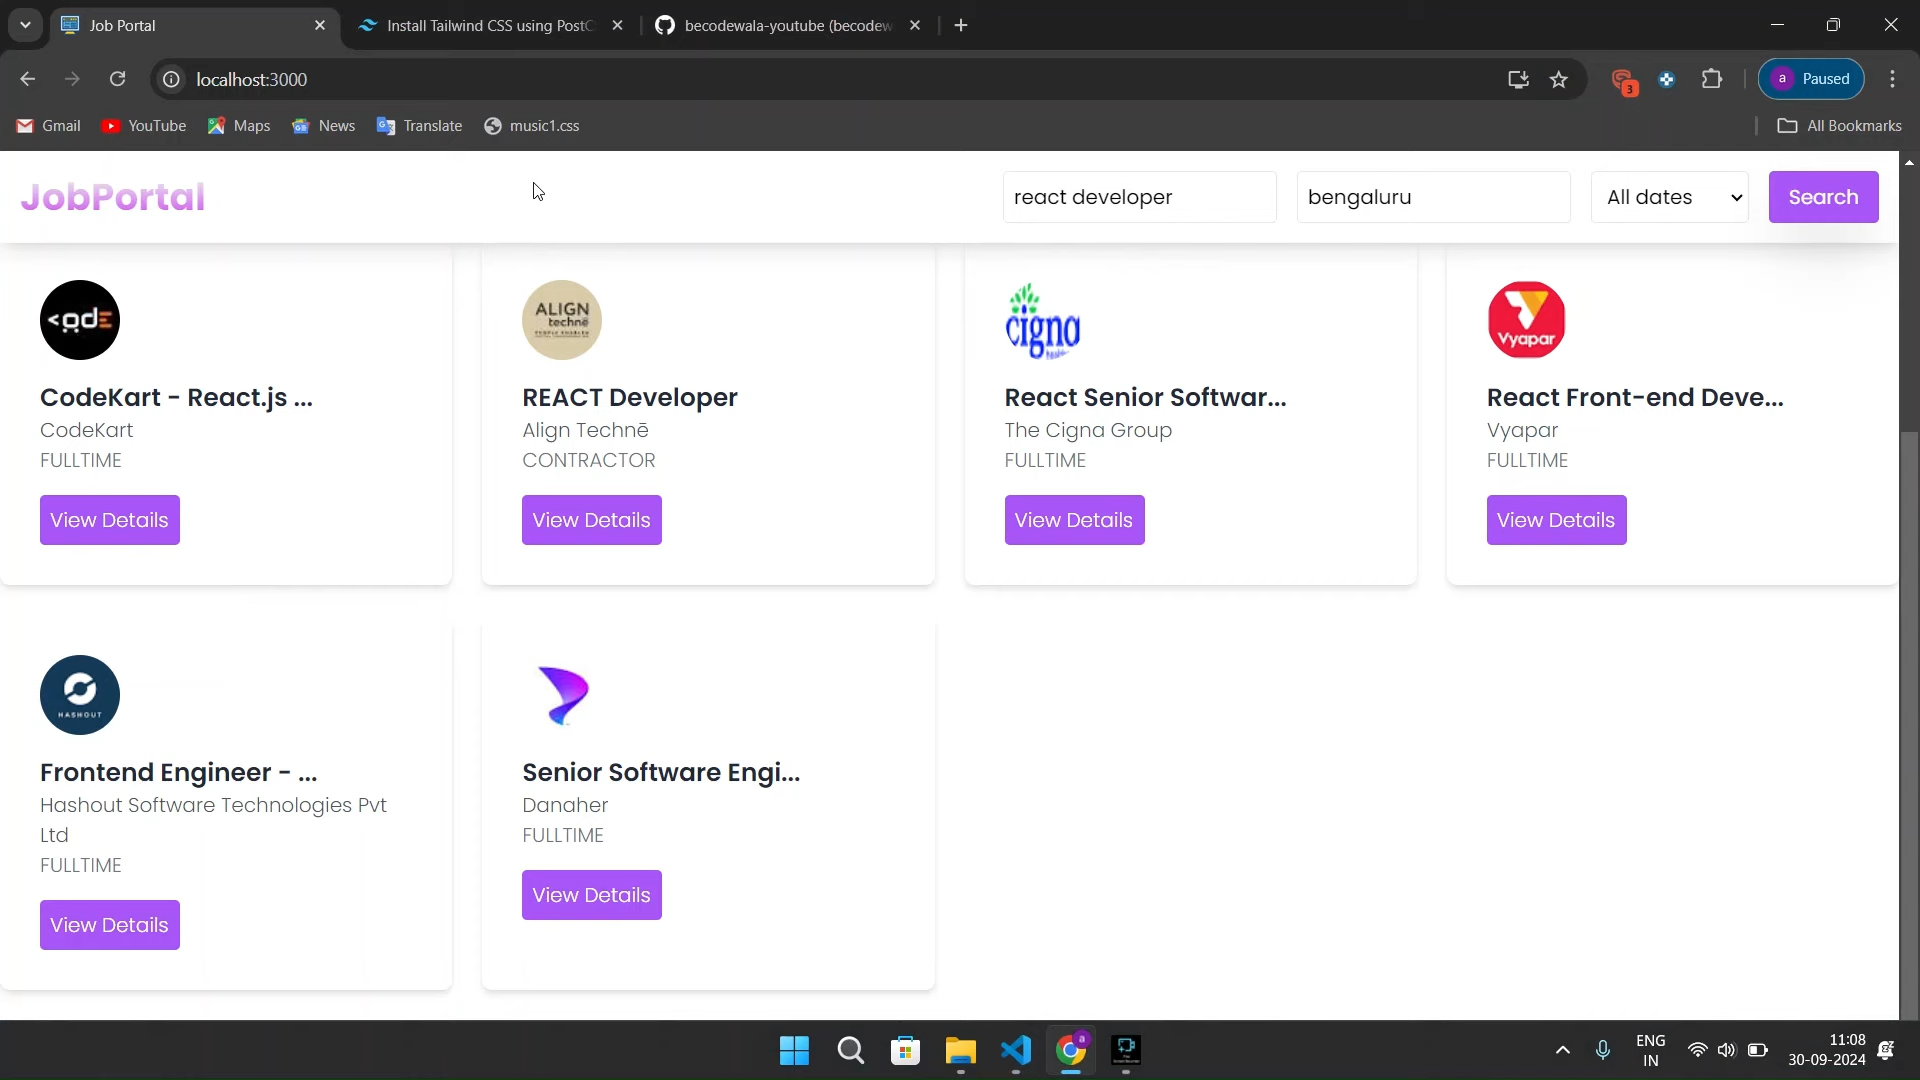 Job Portal
Install Tailwind CSS using PostC
becodewala-youtube (becodew
localhost:3000
3
a Paused
Gmail
YouTube
Maps
News
Translate
music1.css
All Bookmarks
JobPortal
react developer
bengaluru
All dates
Search
<ODE
ALIGN
technē
cigna
Vyapar
CodeKart - React.js ...
CodeKart
FULLTIME
View Details
REACT Developer
Align Technē
CONTRACTOR
View Details
React Senior Softwar...
The Cigna Group
FULLTIME
View Details
React Front-end Deve...
Vyapar
FULLTIME
View Details
HASHOUT
Frontend Engineer - ...
Hashout Software Technologies Pvt
Ltd
FULLTIME
View Details
Senior Software Engi...
Danaher
FULLTIME
View Details
a
ENG
IN
11:08
30-09-2024